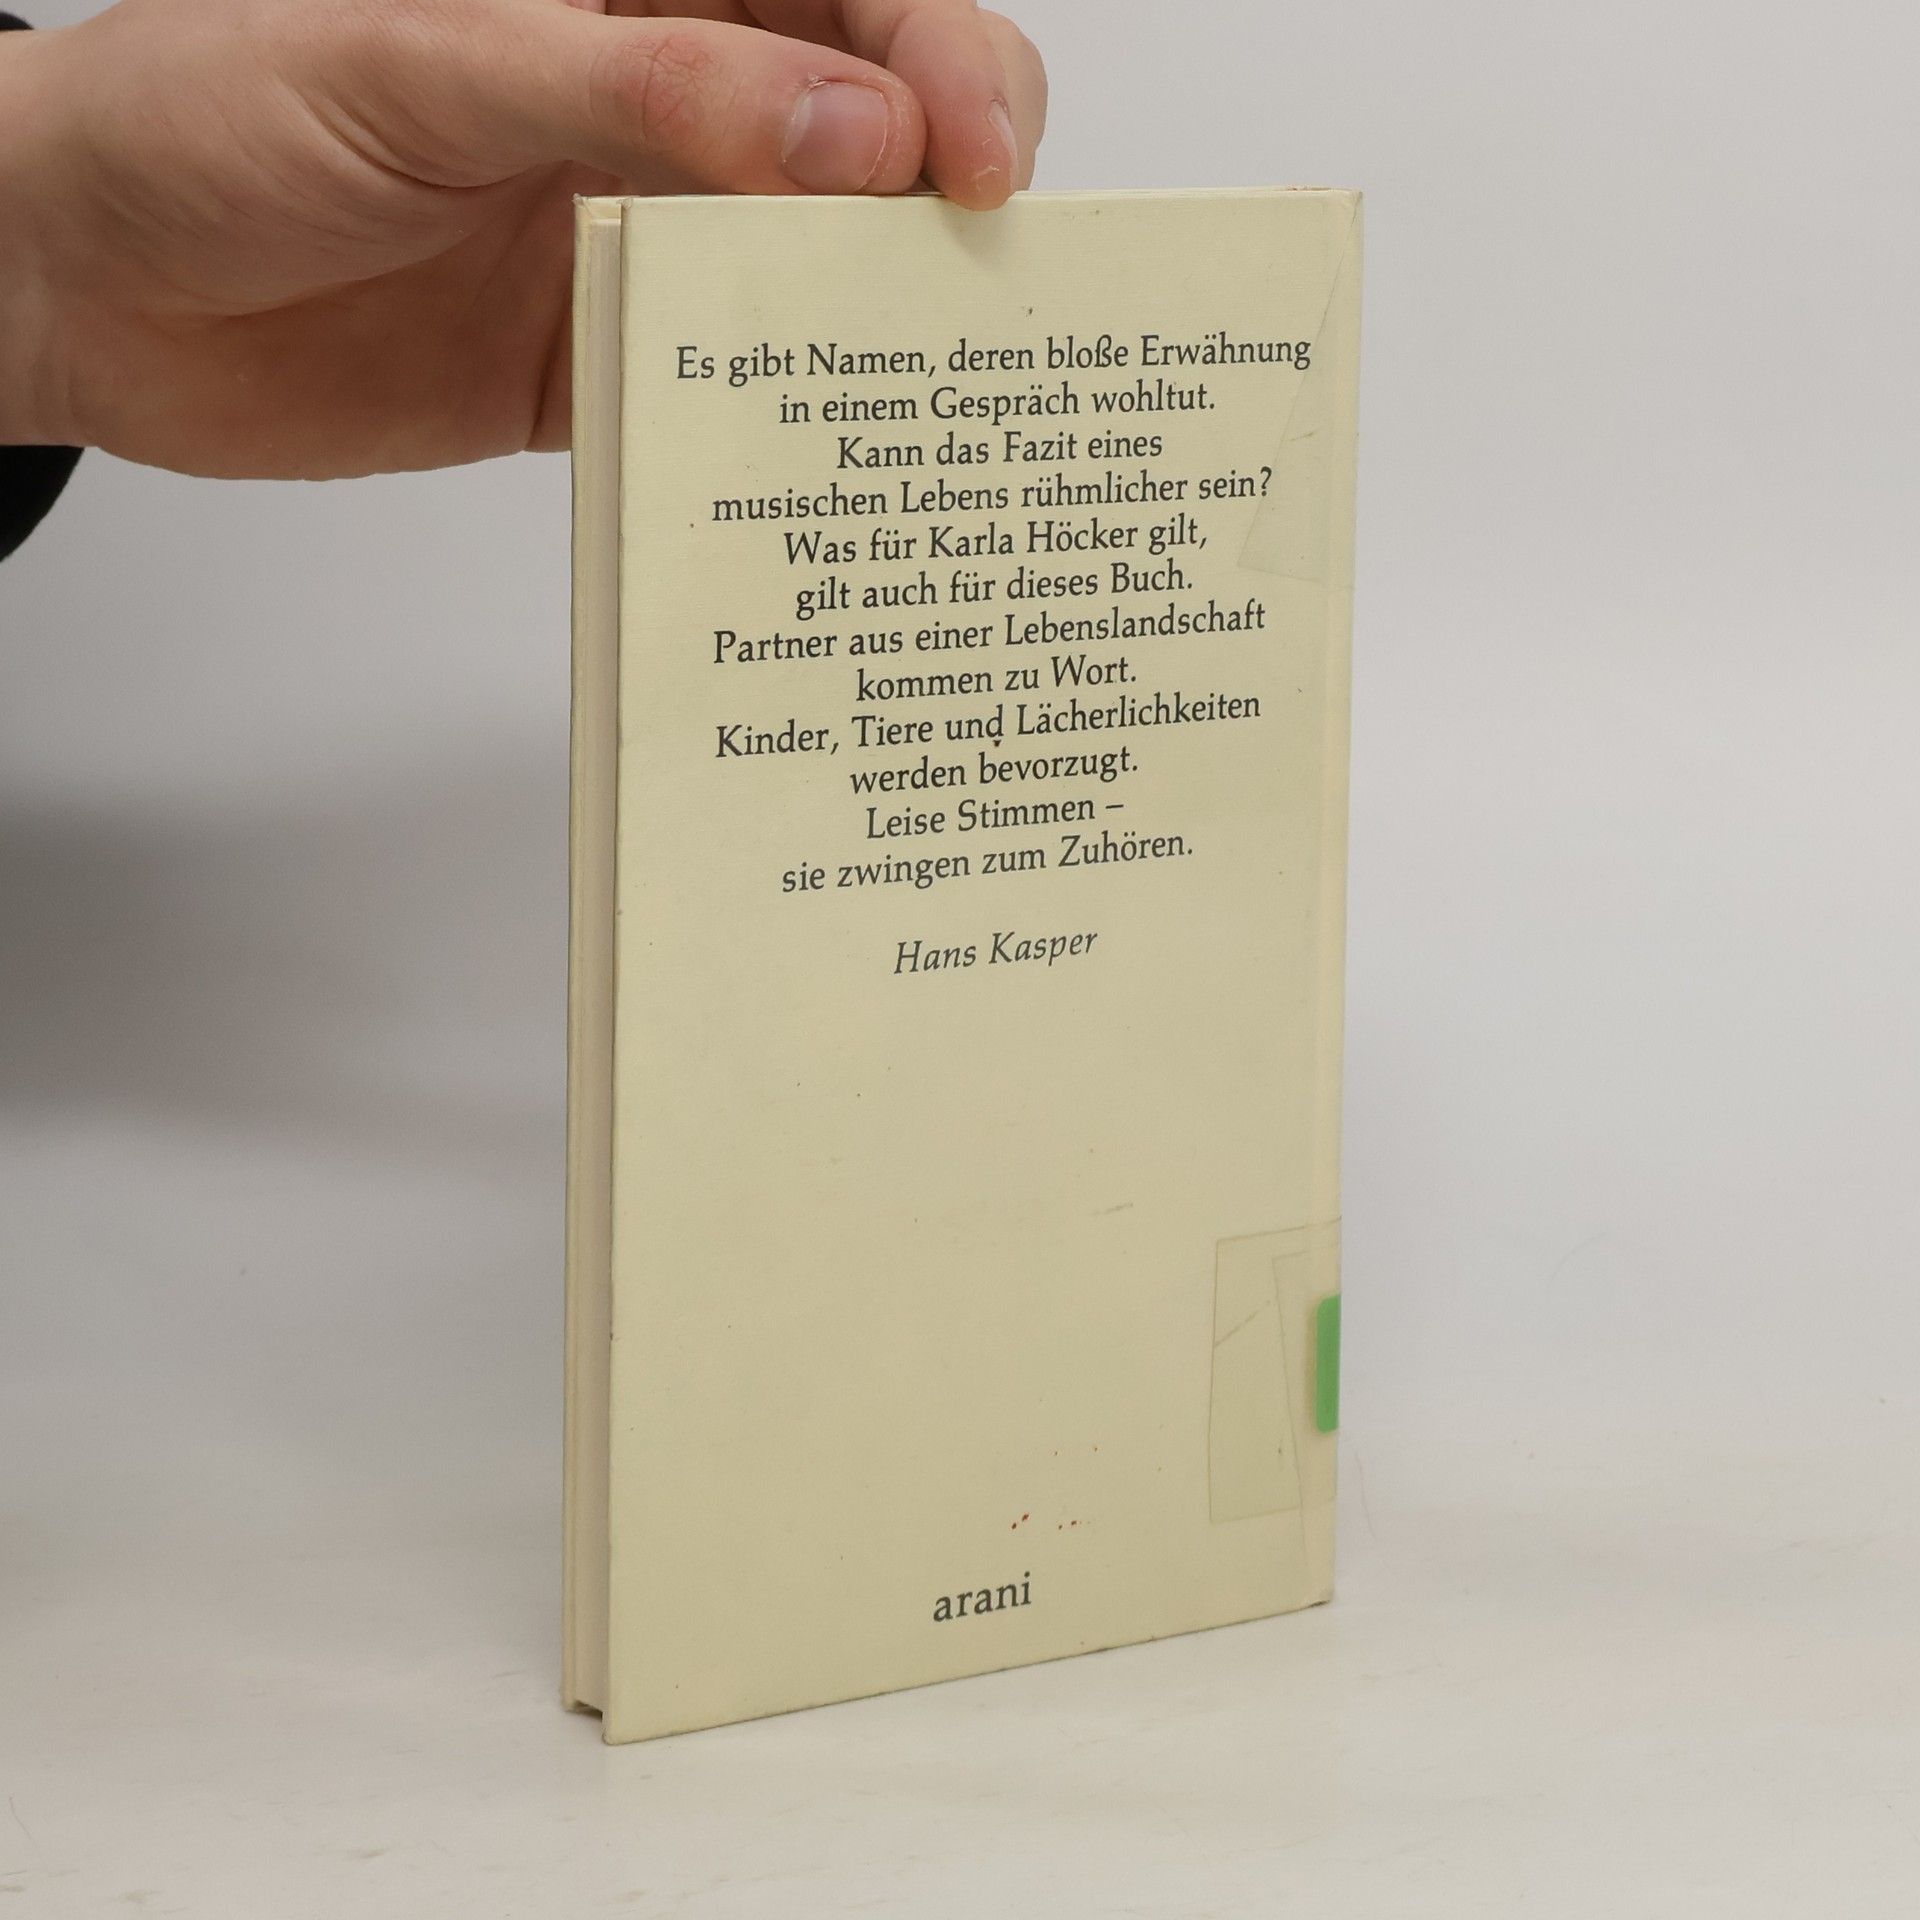 Es gibt Namen, deren bloße Erwähnung
in einem Gespräch wohltut.
Kann das Fazit eines
musischen Lebens rühmlicher sein?
Was für Karla Höcker gilt,
gilt auch für dieses Buch.
Partner aus einer Lebenslandschaft
kommen zu Wort.
Kinder, Tiere und Lächerlichkeiten
werden bevorzugt.
Leise Stimmen –
sie zwingen zum Zuhören.
Hans Kasper
arani